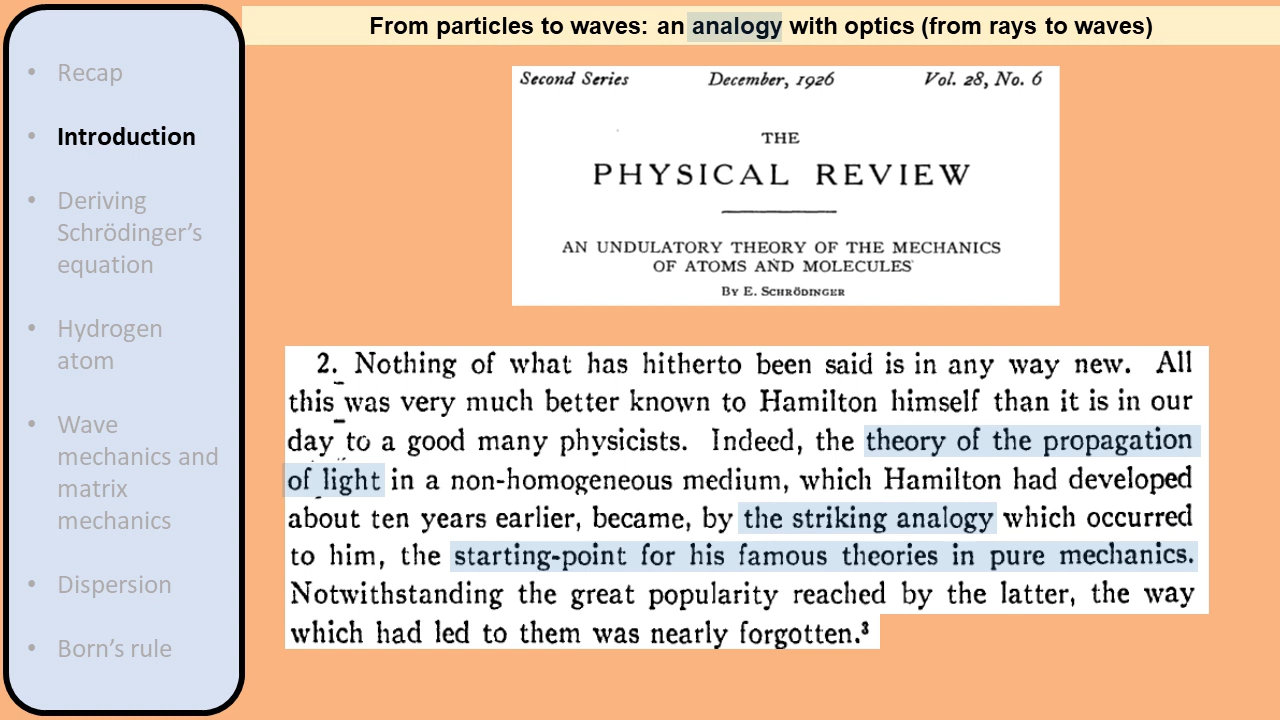 From particles to waves: an analogy with optics (from rays to waves)
• Recap
• Introduction
• Deriving
Schrödinger’s
equation
• Hydrogen
atom
• Wave
mechanics and
matrix
mechanics
• Dispersion
• Born’s rule
Second Series December, 1926 Vol. 28, No. 6
THE
PHYSICAL REVIEW
AN UNDULATORY THEORY OF THE MECHANICS
OF ATOMS AND MOLECULES
By E. Schrödinger
2. Nothing of what has hitherto been said is in any way new. All
this was very much better known to Hamilton himself than it is in our
day to a good many physicists. Indeed, the theory of the propagation
of light in a non-homogeneous medium, which Hamilton had developed
about ten years earlier, became, by the striking analogy which occurred
to him, the starting-point for his famous theories in pure mechanics.
Notwithstanding the great popularity reached by the latter, the way
which had led to them was nearly forgotten.³